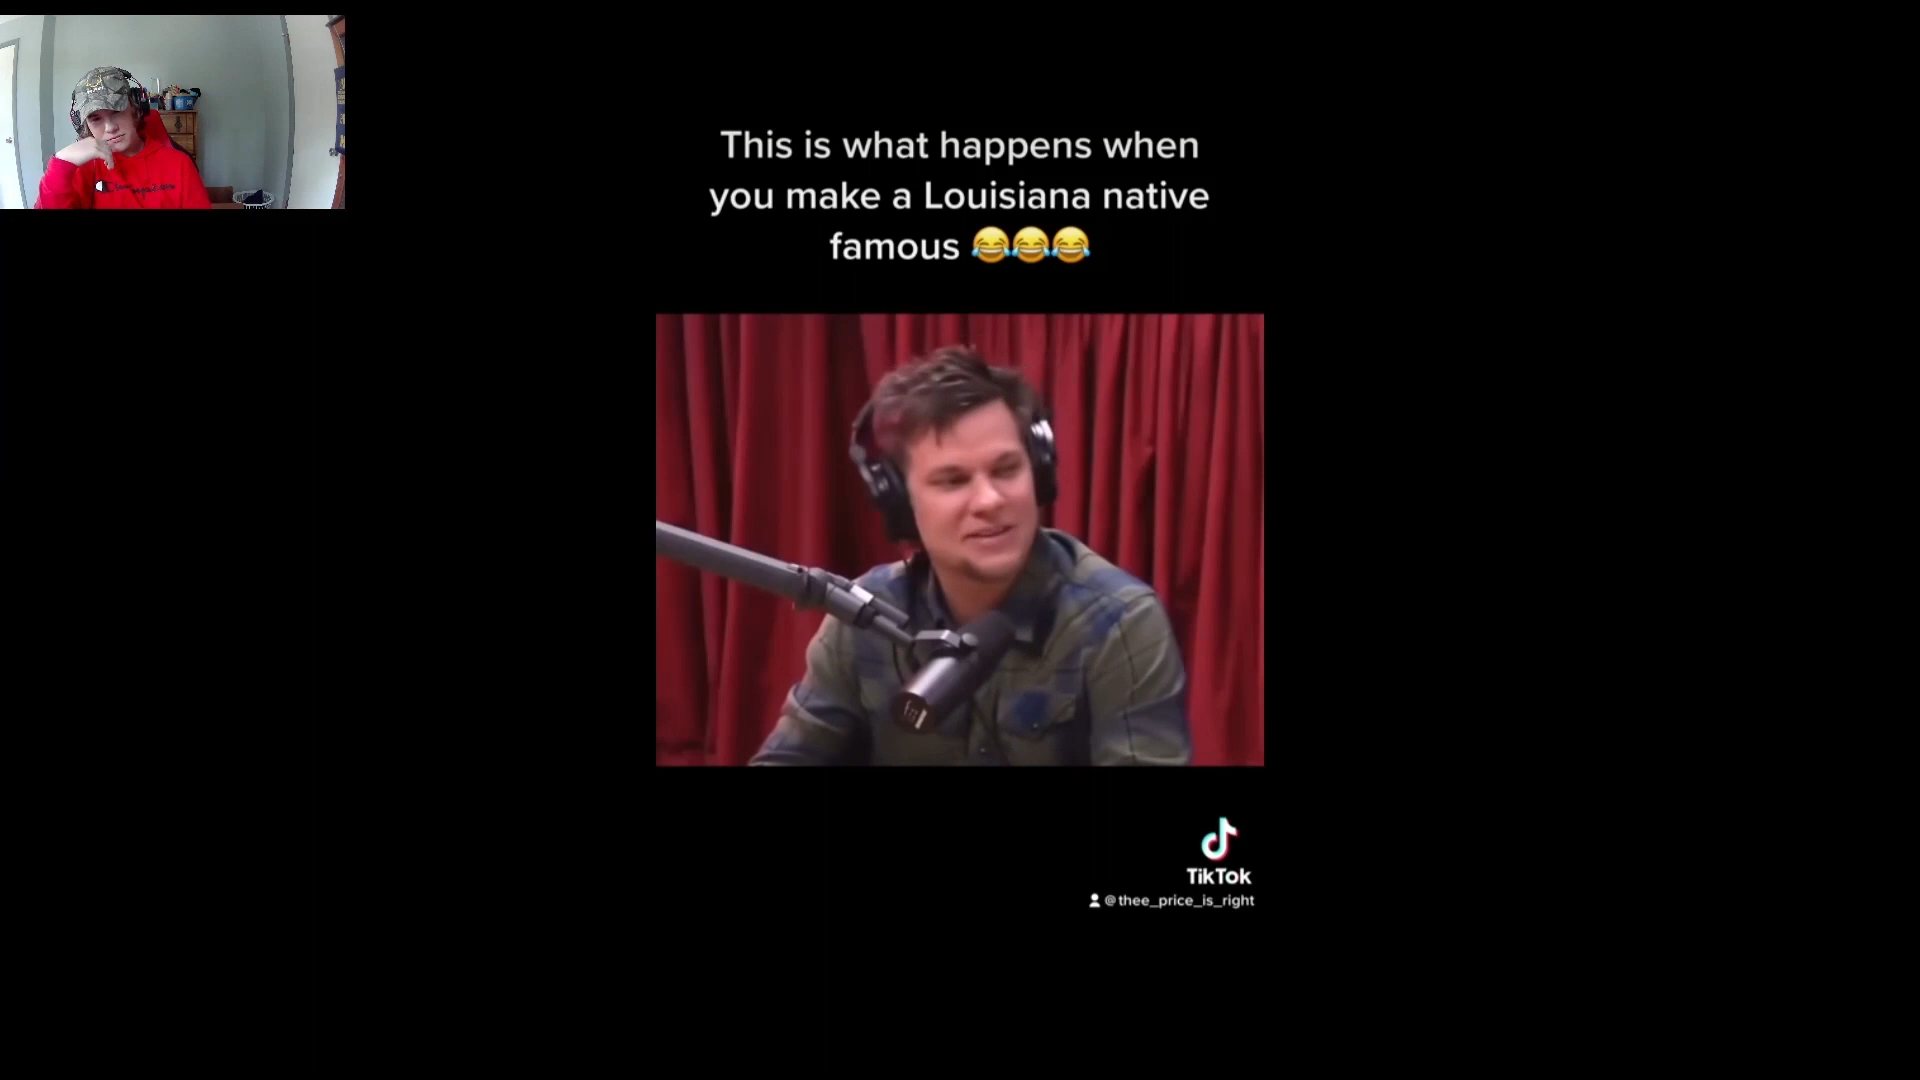 This is what happens when
you make a Louisiana native
famous 😂😂😂
TikTok
@thee_price_is_right